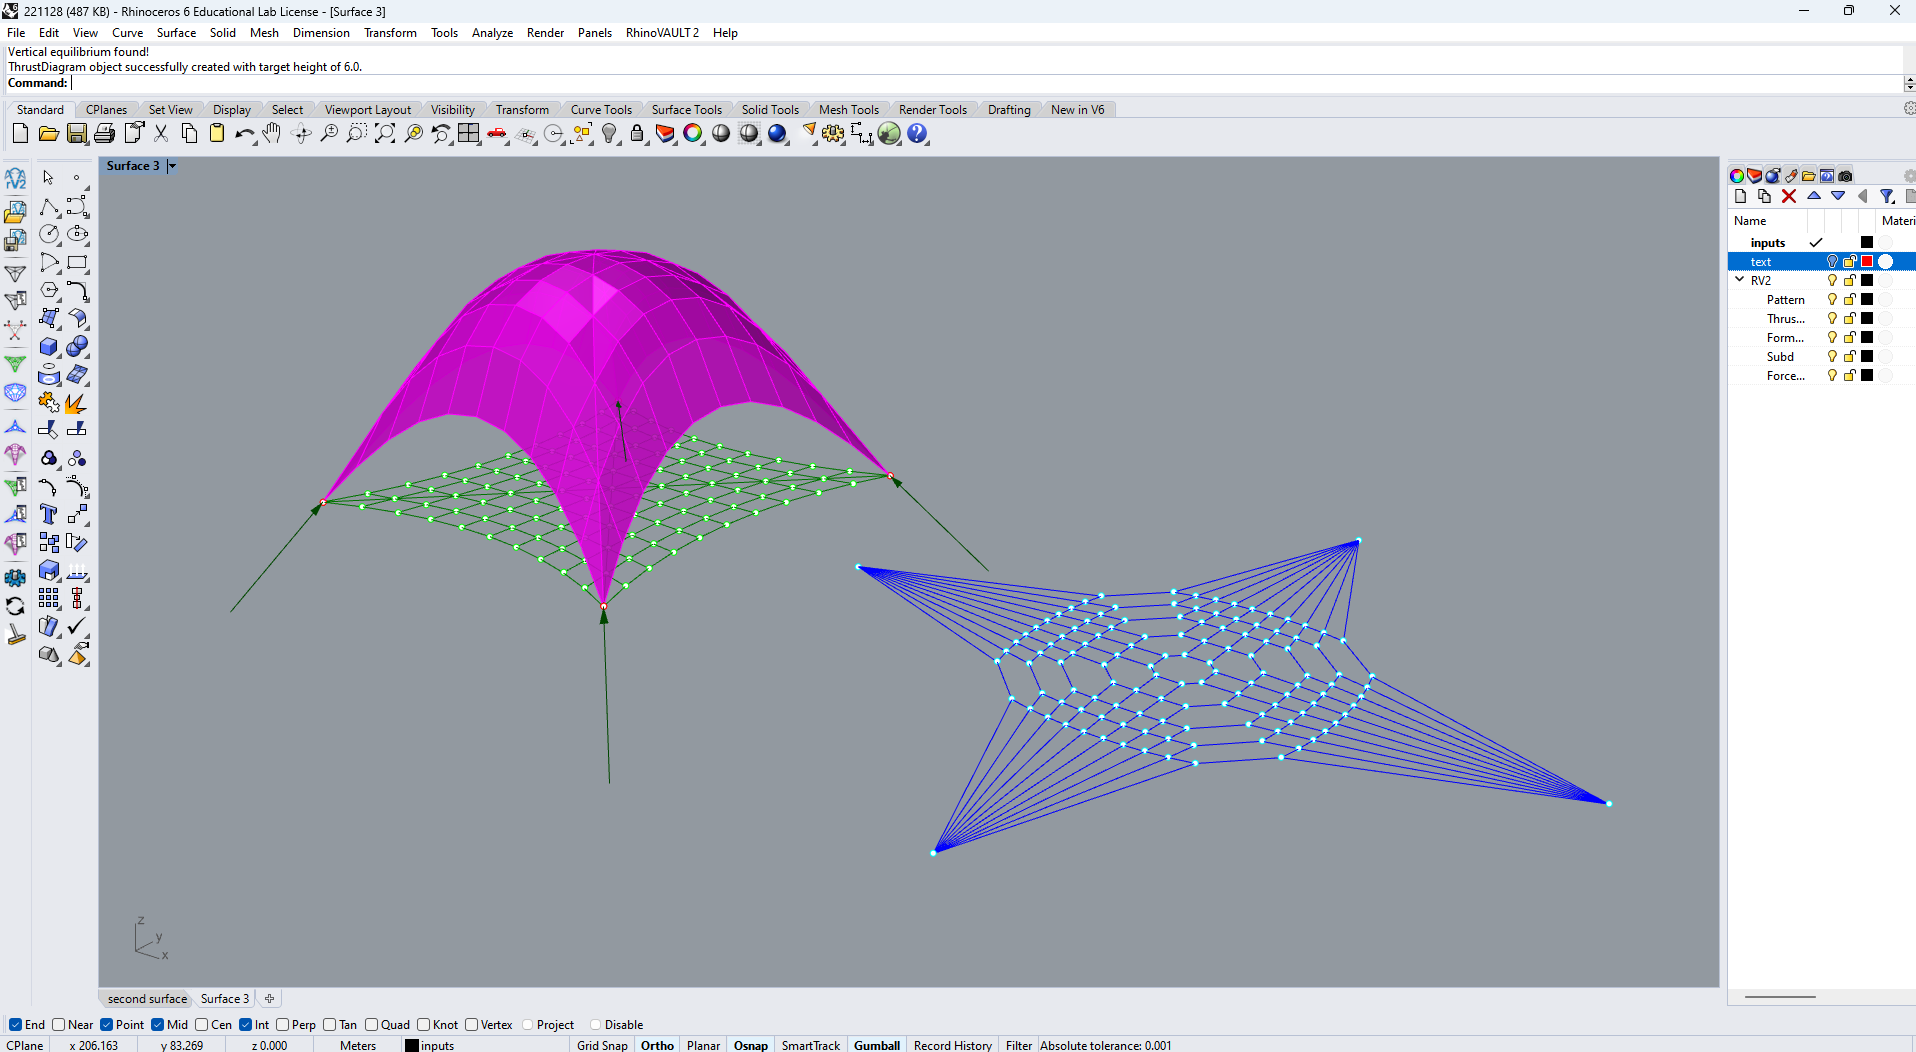 221128 (487 KB) - Rhinoceros 6 Educational Lab License - [Surface 3]
File Edit View Curve Surface Solid Mesh Dimension Transform Tools Analyze Render Panels RhinoVAULT 2 Help
Vertical equilibrium found!
ThrustDiagram object successfully created with target height of 6.0.
Command:
Standard CPlanes Set View Display Select Viewport Layout Visibility Transform Curve Tools Surface Tools Solid Tools Mesh Tools Render Tools Drafting New in V6
Surface 3
Name Materi
inputs
text
RV2
Pattern
Thrus...
Form...
Subd
Force...
z
y
x
second surface Surface 3
End Near Point Mid Cen Int Perp Tan Quad Knot Vertex Project Disable
CPlane x 206.163 y 83.269 z 0.000 Meters inputs Grid Snap Ortho Planar Osnap SmartTrack Gumball Record History Filter Absolute tolerance: 0.001